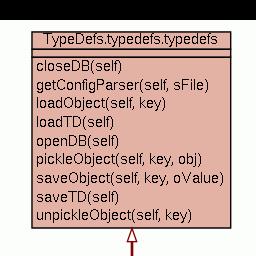 TypeDefs.typedefs.typedefs
closeDB(self)
getConfigParser(self, sFile)
loadObject(self, key)
loadTD(self)
openDB(self)
pickleObject(self, key, obj)
saveObject(self, key, oValue)
saveTD(self)
unpickleObject(self, key)